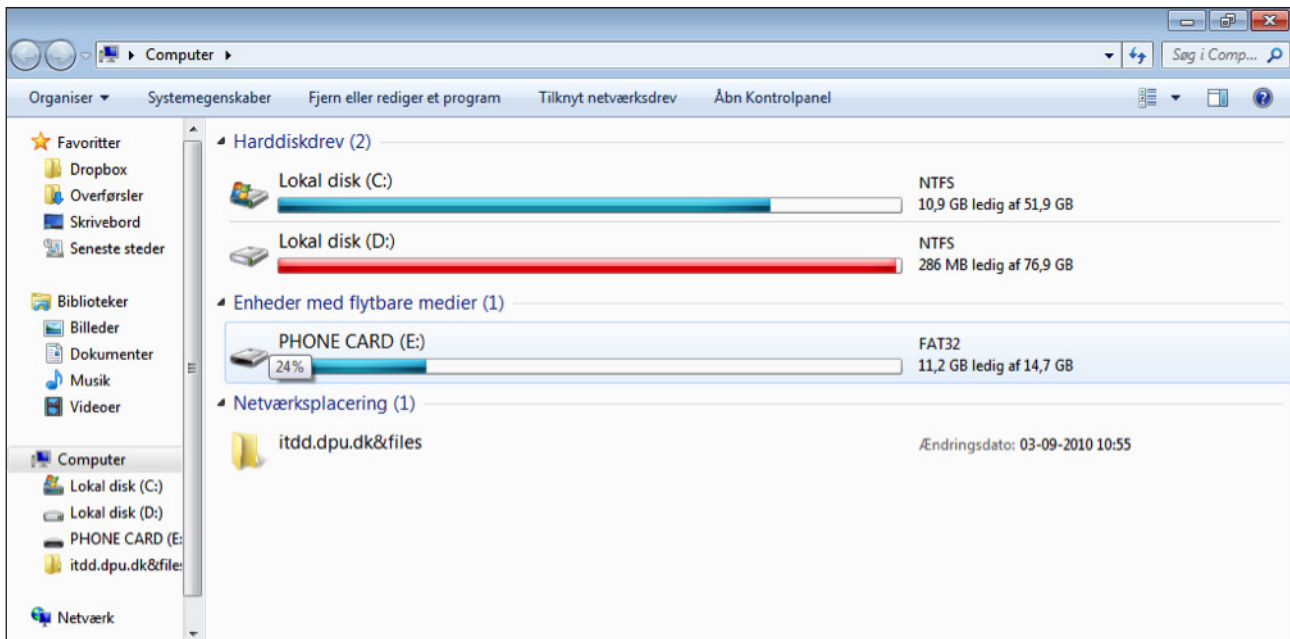 Computer
Søg i Comp...
Organiser Systemegenskaber Fjern eller rediger et program Tilknyt netværksdrev Åbn Kontrolpanel
Favoritter
Dropbox
Overførsler
Skrivebord
Seneste steder
Biblioteker
Billeder
Dokumenter
Musik
Videoer
Computer
Lokal disk (C:)
Lokal disk (D:)
PHONE CARD (E:
itdd.dpu.dk&file
Netværk
Harddiskdrev (2)
Lokal disk (C:)
NTFS
10,9 GB ledig af 51,9 GB
Lokal disk (D:)
NTFS
286 MB ledig af 76,9 GB
Enheder med flytbare medier (1)
PHONE CARD (E:)
24%
FAT32
11,2 GB ledig af 14,7 GB
Netværksplacering (1)
itdd.dpu.dk&files
Ændringsdato: 03-09-2010 10:55